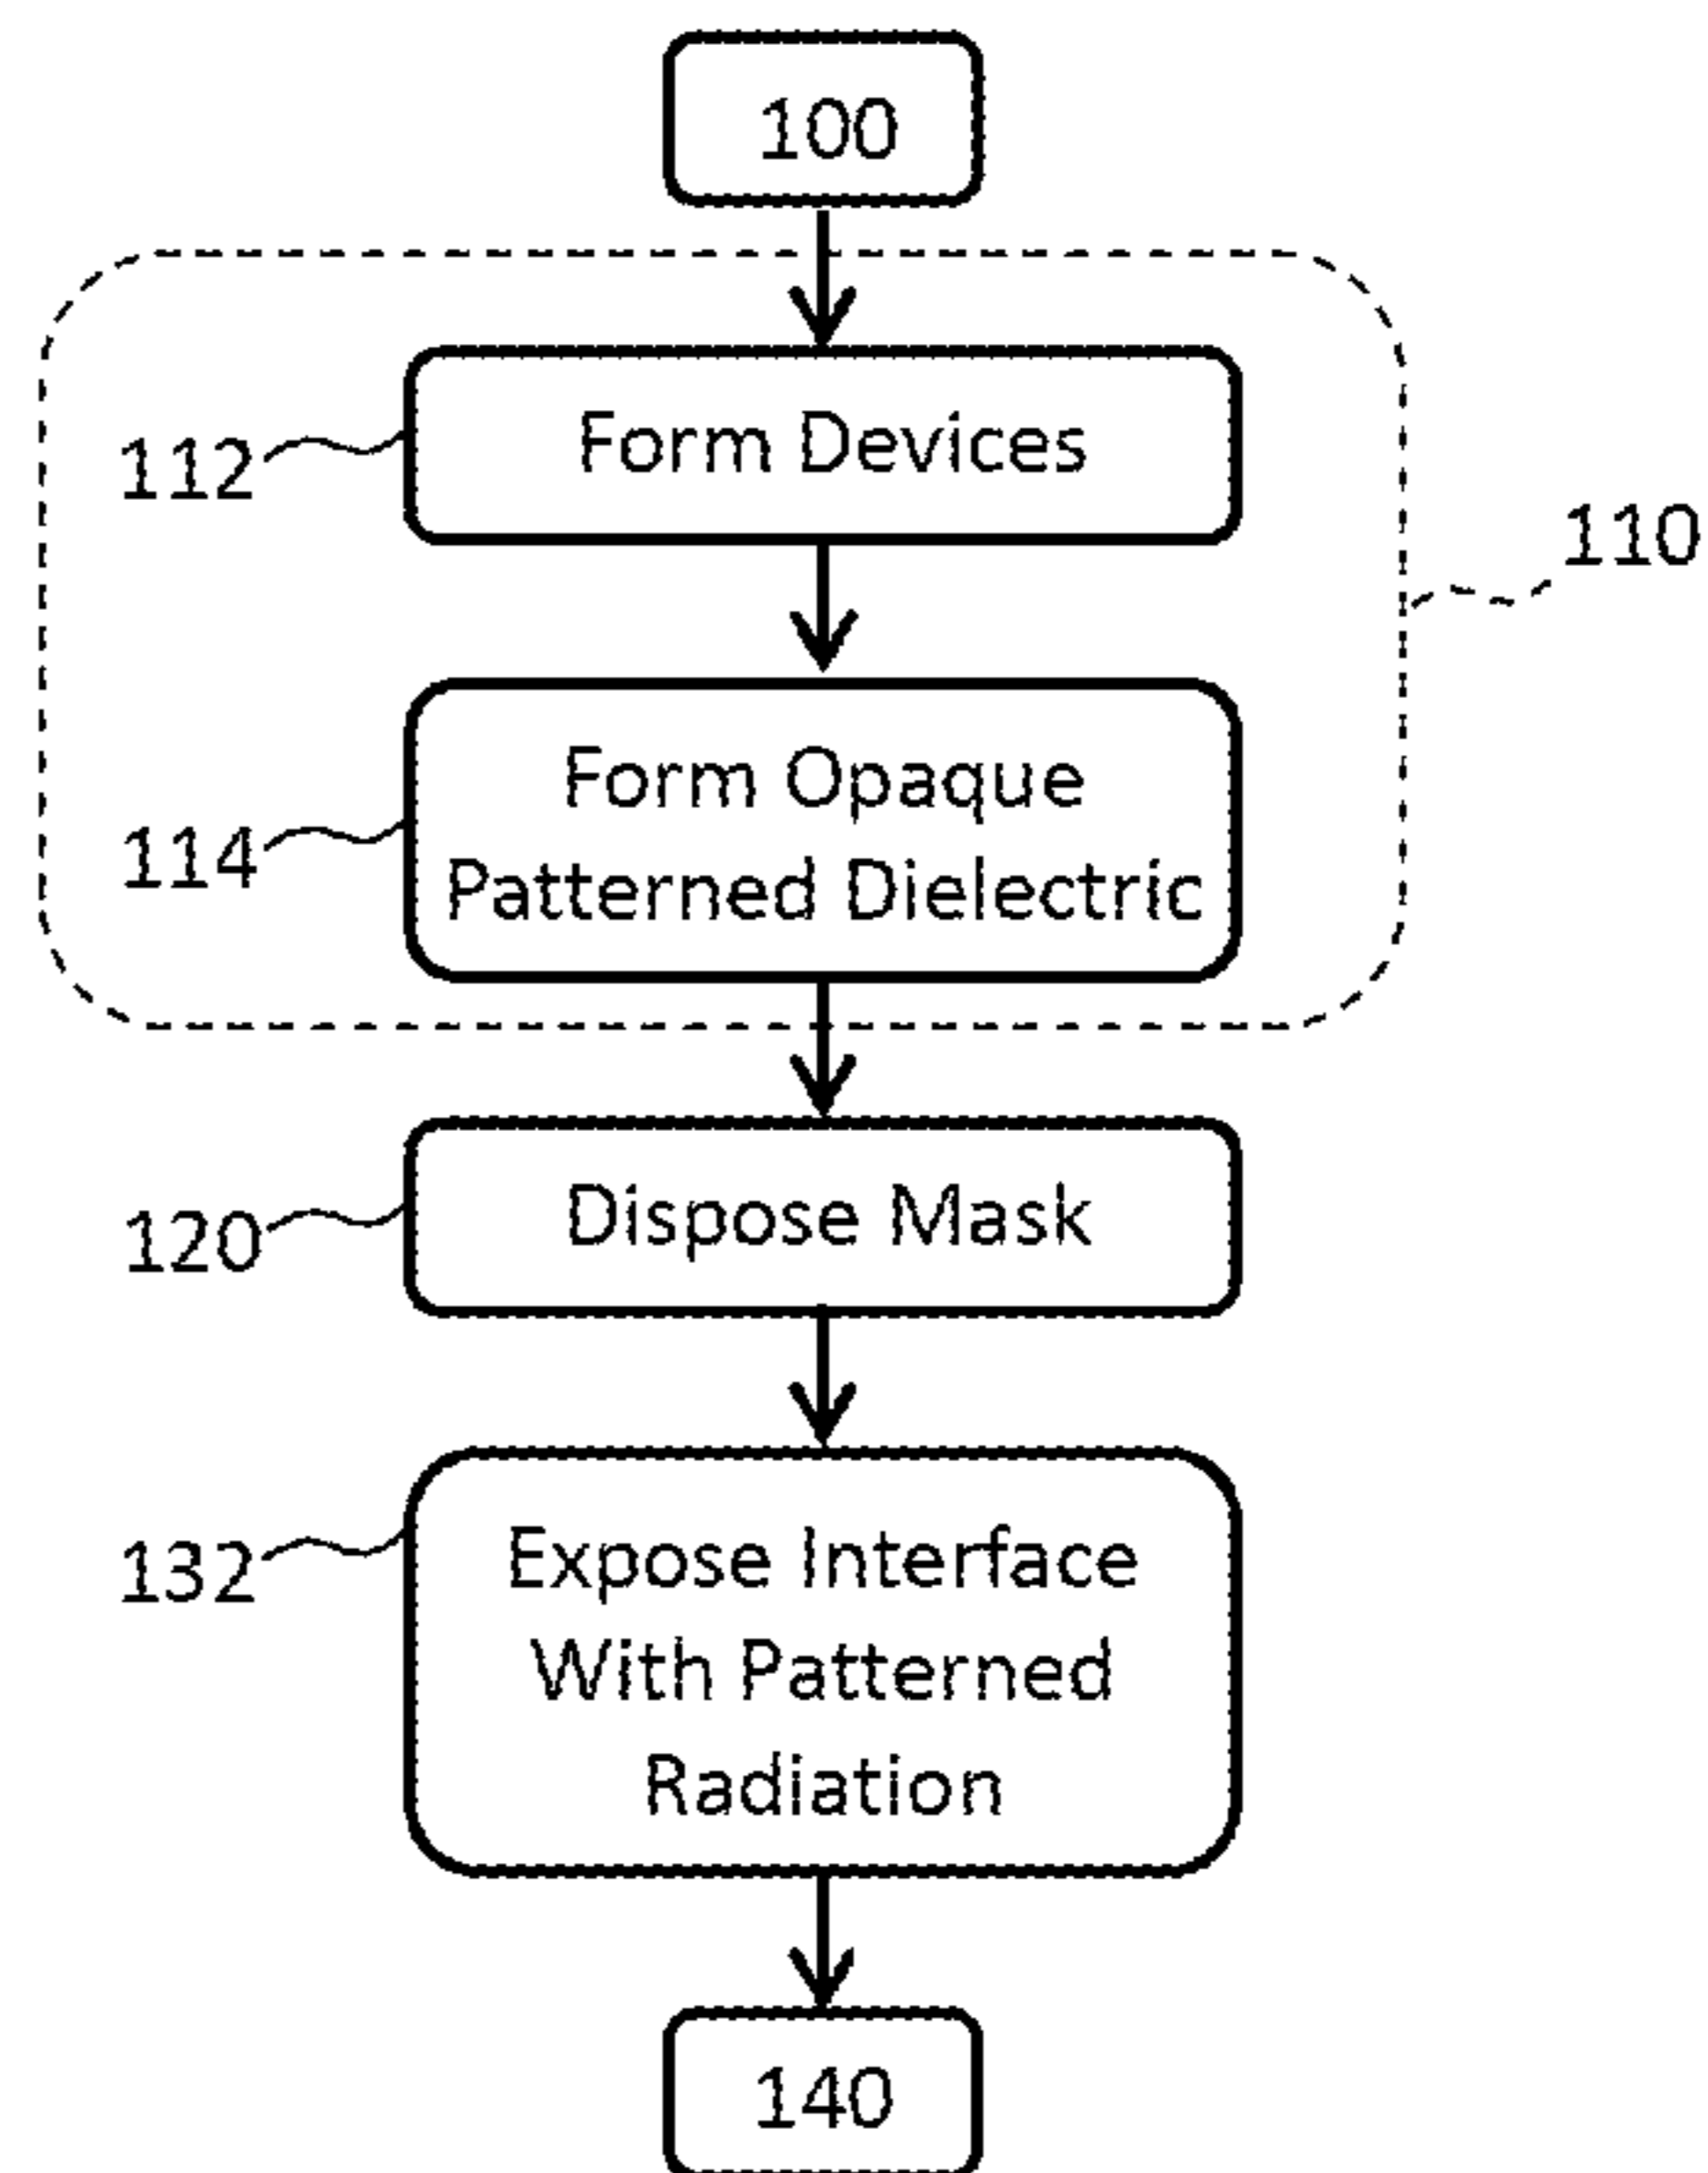 100
112
Form Devices
110
114
Form Opaque
Patterned Dielectric
120
Dispose Mask
132
Expose Interface
With Patterned
Radiation
140